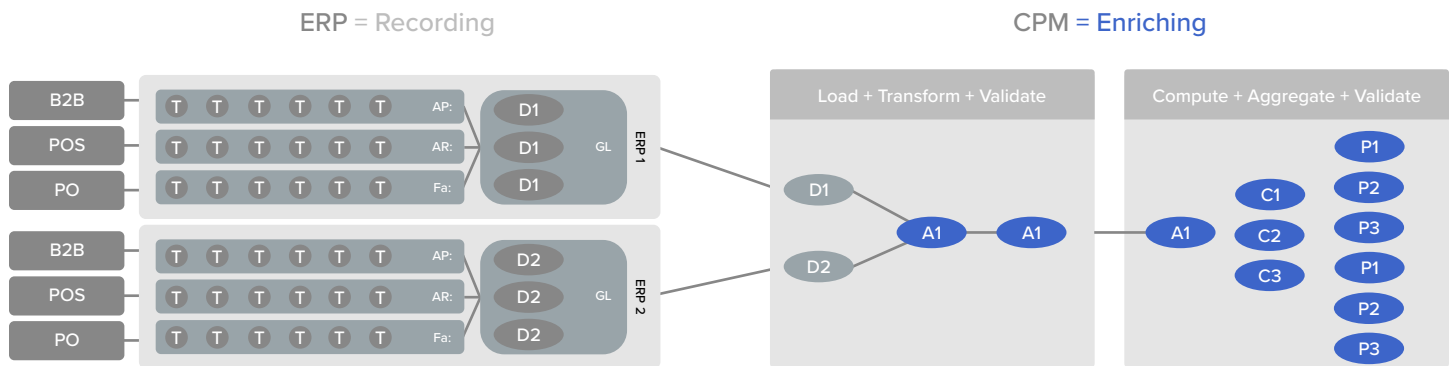 ERP = Recording
CPM = Enriching
B2B
POS
PO
T T T T T T AP:
T T T T T T AR:
T T T T T T Fa:
D1
D1
D1
GL
ERP 1
B2B
POS
PO
T T T T T T AP:
T T T T T T AR:
T T T T T T Fa:
D2
D2
D2
GL
ERP 2
Load + Transform + Validate
D1
D2
A1
A1
Compute + Aggregate + Validate
A1
C1
C2
C3
P1
P2
P3
P1
P2
P3